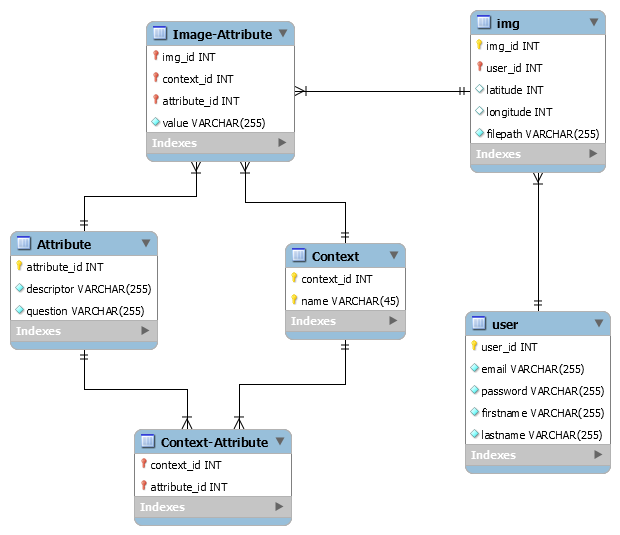 Image-Attribute
img_id INT
context_id INT
attribute_id INT
value VARCHAR(255)
Indexes
img
img_id INT
user_id INT
latitude INT
longitude INT
filepath VARCHAR(255)
Indexes
Attribute
attribute_id INT
descriptor VARCHAR(255)
question VARCHAR(255)
Indexes
Context
context_id INT
name VARCHAR(45)
Indexes
user
user_id INT
email VARCHAR(255)
password VARCHAR(255)
firstname VARCHAR(255)
lastname VARCHAR(255)
Indexes
Context-Attribute
context_id INT
attribute_id INT
Indexes